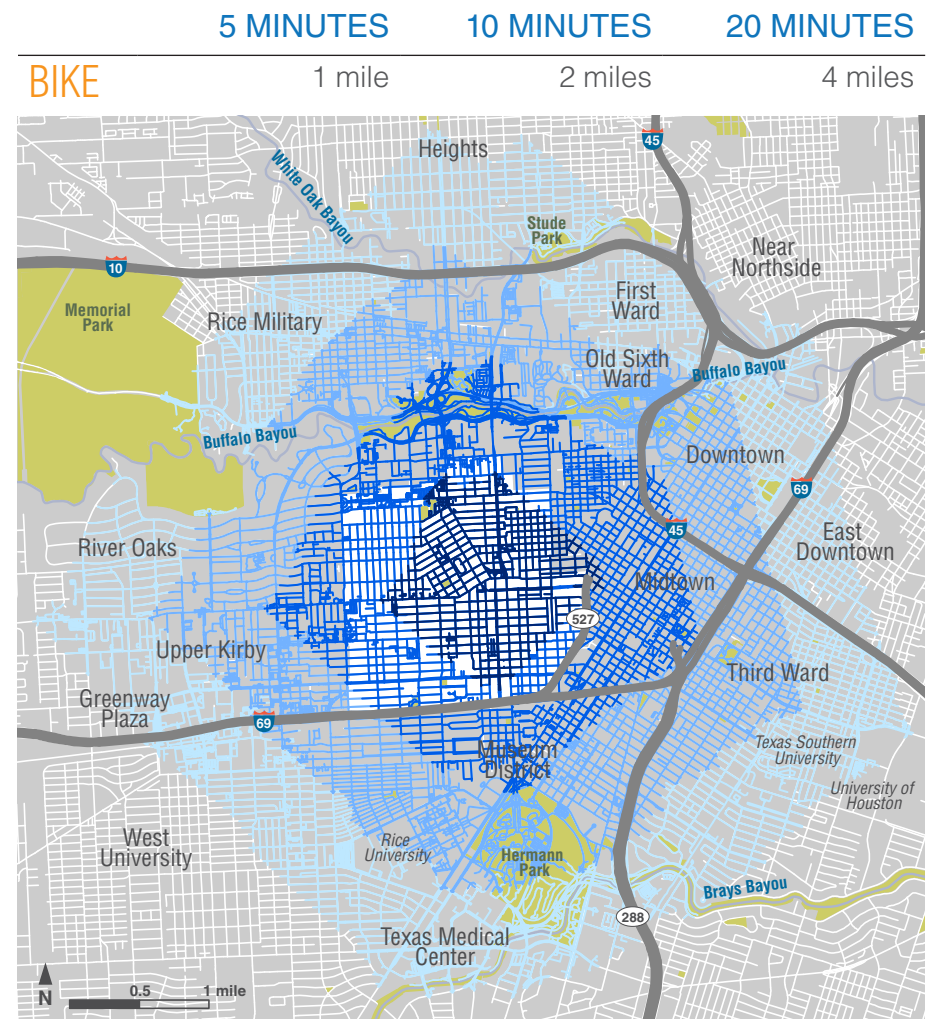 5 MINUTES 10 MINUTES 20 MINUTES
BIKE 1 mile 2 miles 4 miles
45
Heights
White Oak Bayou
Stude
Park
Near
Northside
10
Memorial
Park
Rice Military
First
Ward
Old Sixth
Ward
Buffalo Bayou
Buffalo Bayou
Downtown
69
45
River Oaks
East
Downtown
Midtown
527
Upper Kirby
Third Ward
Greenway
Plaza
69
Museum
District
Texas Southern
University
University of
Houston
West
University
Rice
University
Hermann
Park
Brays Bayou
288
Texas Medical
Center
N
0.5 1 mile